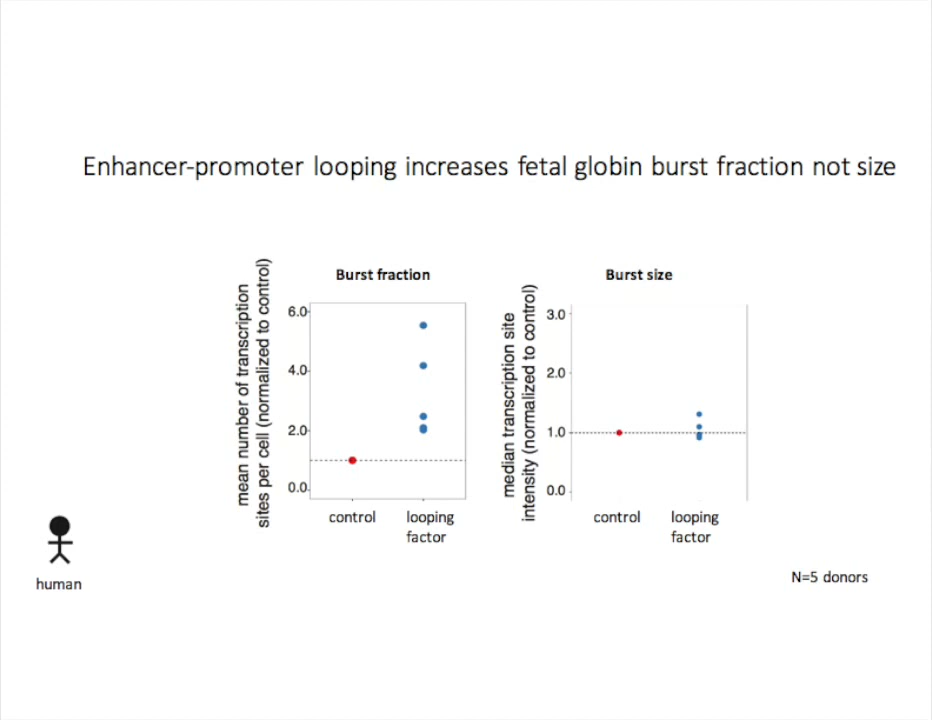 Enhancer-promoter looping increases fetal globin burst fraction not size
Burst fraction
mean number of transcription
sites per cell (normalized to control)
6.0
4.0
2.0
0.0
control
looping
factor
Burst size
median transcription site
intensity (normalized to control)
3.0
2.0
1.0
0.0
control
looping
factor
human
N=5 donors